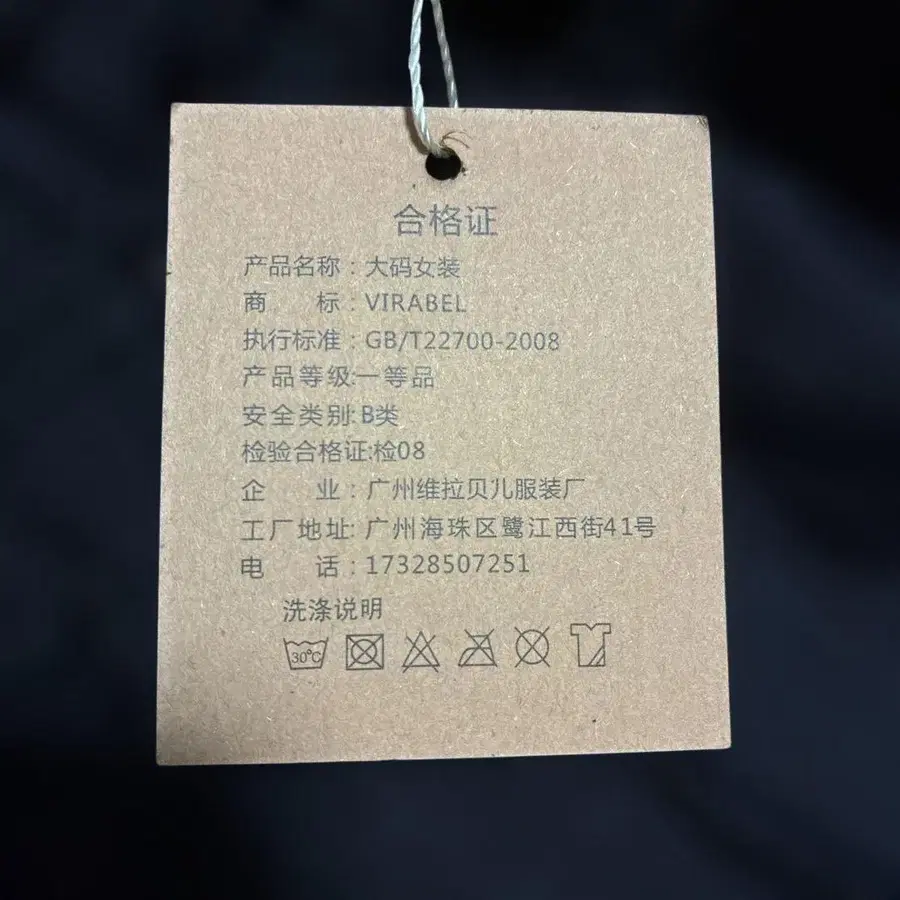 合格证
产品名称：大码女装
商　　标：VIRABEL
执行标准：GB/T22700-2008
产品等级:一等品
安全类别:B类
检验合格证:检08
企　　业：广州维拉贝儿服装厂
工厂地址：广州海珠区鹭江西街41号
电　　话：17328507251
洗涤说明
30°C